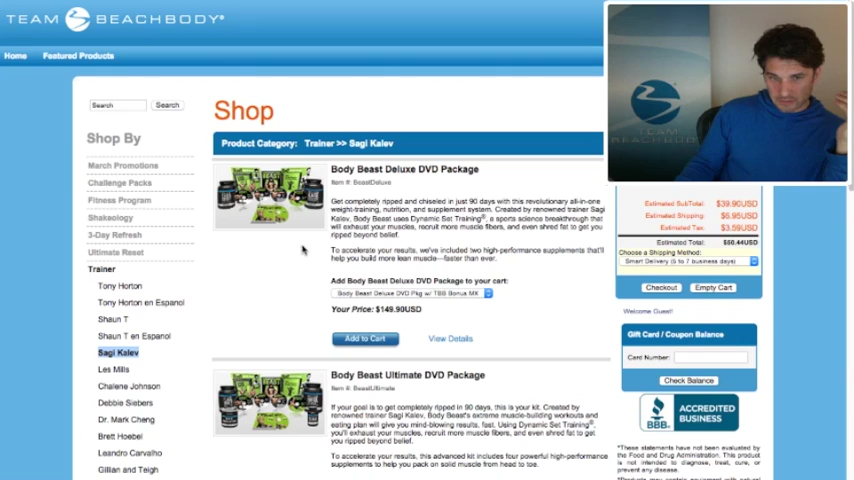 TEAM BEACHBODY®
Home Featured Products
Search Search
Shop By
March Promotions
Challenge Packs
Fitness Program
Shakeology
3-Day Refresh
Ultimate Reset
Trainer
Tony Horton
Tony Horton en Espanol
Shaun T
Shaun T en Espanol
Sagi Kalev
Les Mills
Chalene Johnson
Debbie Siebers
Dr. Mark Cheng
Brett Hoebel
Leandro Carvalho
Gillian and Teigh
Shop
Product Category: Trainer >> Sagi Kalev
Body Beast Deluxe DVD Package
Item #: BeastDeluxe
Get completely ripped and chiseled in just 90 days with this revolutionary all-in-one
weight-training, nutrition, and supplement system. Created by renowned trainer Sagi
Kalev, Body Beast uses Dynamic Set Training®, a sports science breakthrough that
will exhaust your muscles, recruit more muscle fibers, and even shred fat to get you
ripped beyond belief.
To accelerate your results, we've included two high-performance supplements that'll
help you build more lean muscle—faster than ever.
Add Body Beast Deluxe DVD Package to your cart:
Body Beast Deluxe DVD Pkg w/ TBB Bonus MX
Your Price: $149.90USD
Add to Cart View Details
Body Beast Ultimate DVD Package
Item #: BeastUltimate
If your goal is to get completely ripped in 90 days, this is your kit. Created by
renowned trainer Sagi Kalev, Body Beast's extreme muscle-building workouts and
eating plan will give you mind-blowing results, fast. Using Dynamic Set Training®,
you'll exhaust your muscles, recruit more muscle fibers, and even shred fat to get
you ripped beyond belief.
To accelerate your results, this advanced kit includes four powerful high-performance
supplements to help you pack on solid muscle from head to toe.
TEAM
BEACHBODY
Estimated SubTotal: $39.90USD
Estimated Shipping: $6.95USD
Estimated Tax: $3.59USD
Estimated Total: $50.44USD
Choose a Shipping Method:
Smart Delivery (5 to 7 business days)
Checkout Empty Cart
Welcome Guest!
Gift Card / Coupon Balance
Card Number:
Check Balance
BBB ACCREDITED
BUSINESS
*These statements have not been evaluated by
the Food and Drug Administration. This product
is not intended to diagnose, treat, cure, or
prevent any disease.